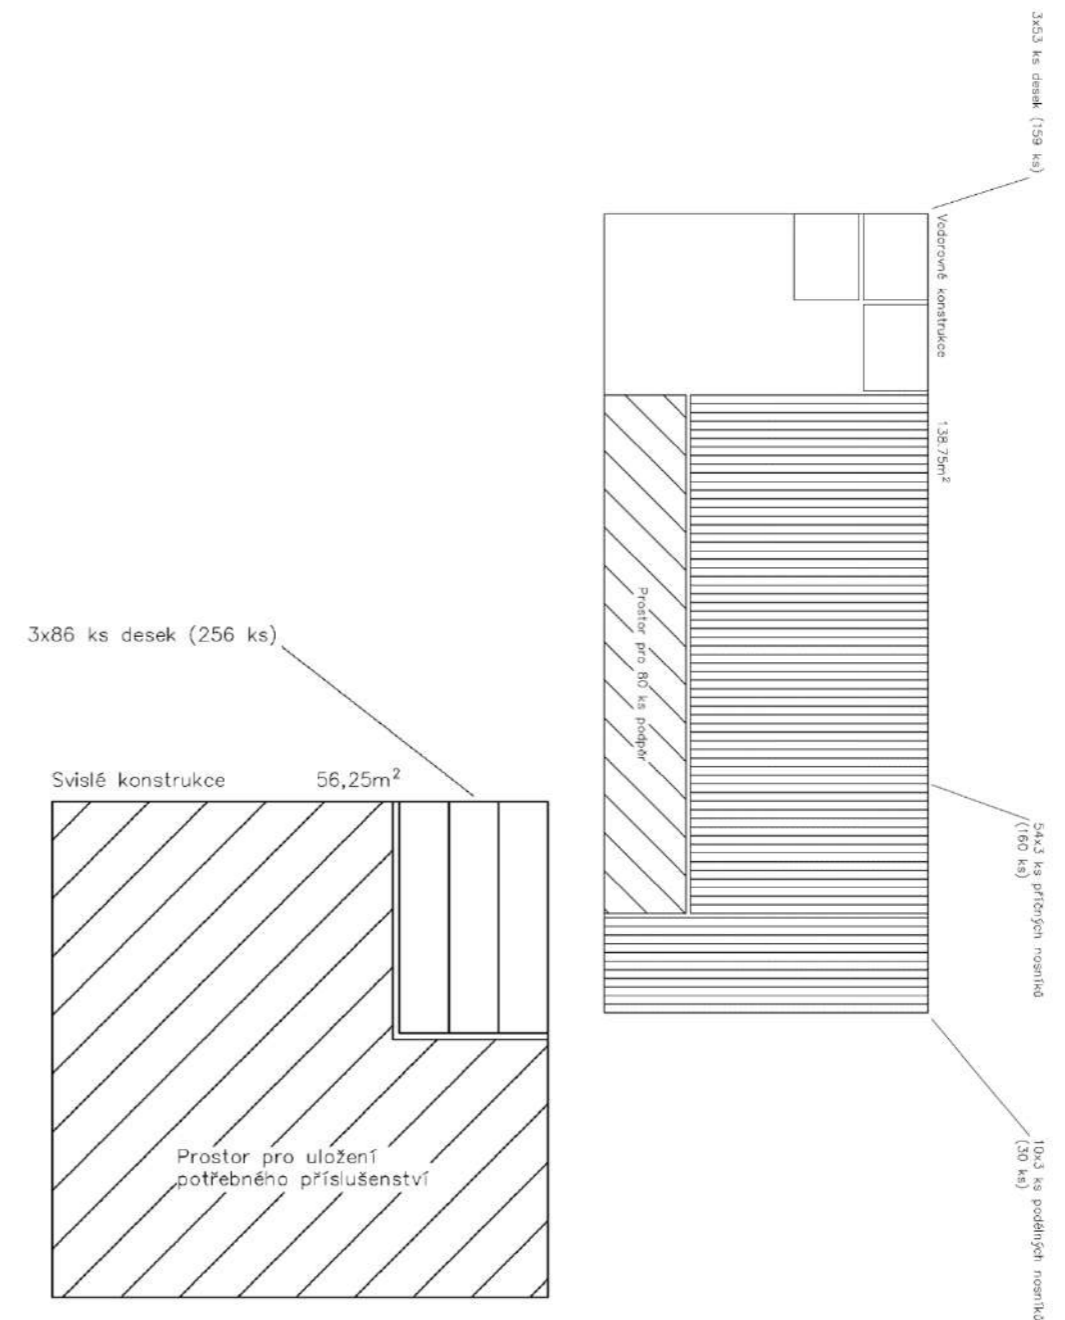 3x53 ks desek (159 ks)
Vodorovné konstrukce 138.75m²
Prostor pro 80 ks podpěr
54x3 ks příčných nosníků
(160 ks)
10x3 ks podélných nosníků
(30 ks)
3x86 ks desek (256 ks)
Svislé konstrukce 56,25m²
Prostor pro uložení
potřebného příslušenství